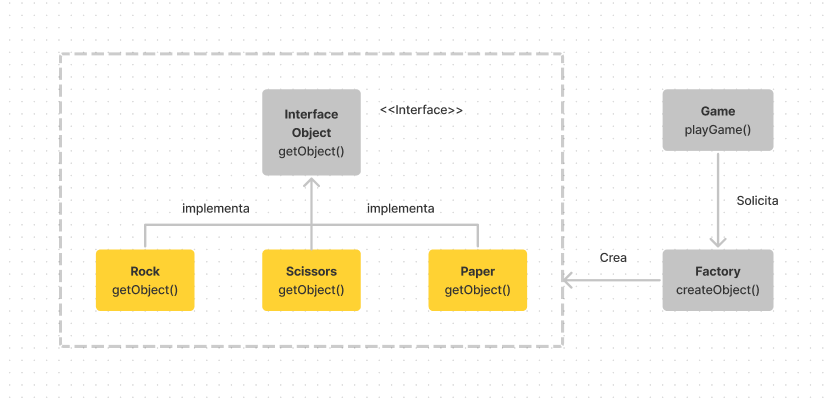 Interface
Object
getObject()
<<Interface>>
Game
playGame()
implementa
implementa
Solicita
Rock
getObject()
Scissors
getObject()
Paper
getObject()
Crea
Factory
createObject()